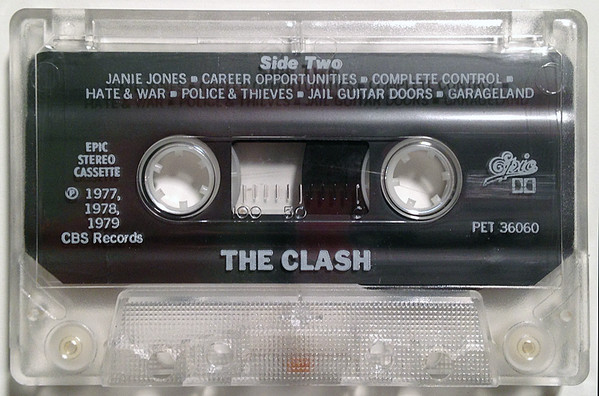 Side Two
JANIE JONES ■ CAREER OPPORTUNITIES ■ COMPLETE CONTROL ■
HATE & WAR ■ POLICE & THIEVES ■ JAIL GUITAR DOORS ■ GARAGELAND
EPIC
STEREO
CASSETTE
℗ 1977,
1978,
1979
CBS Records
100 50 0
Epic
PET 36060
THE CLASH